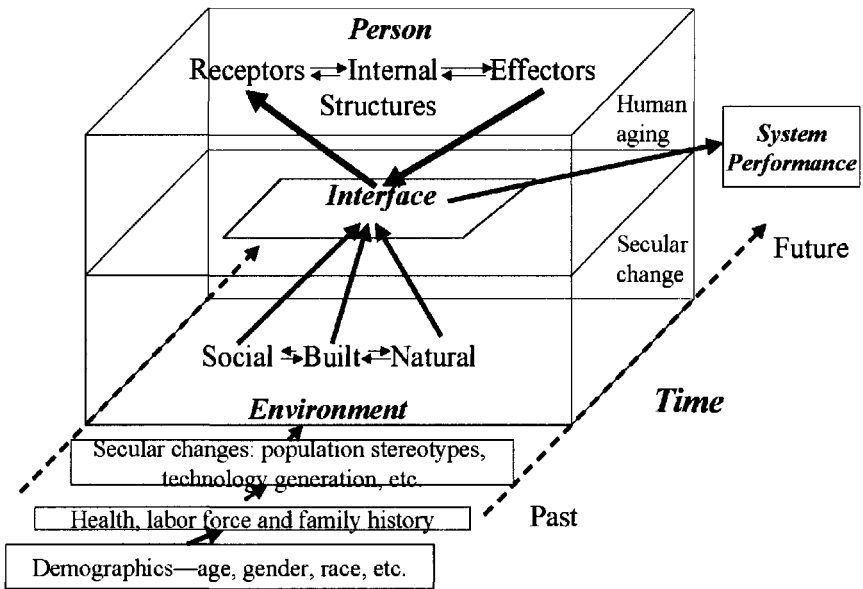 Person
Receptors Internal Effectors
Structures
Human
aging
System
Performance
Interface
Secular
change
Future
Social Built Natural
Time
Environment
Secular changes: population stereotypes,
technology generation, etc.
Past
Health, labor force and family history
Demographics—age, gender, race, etc.